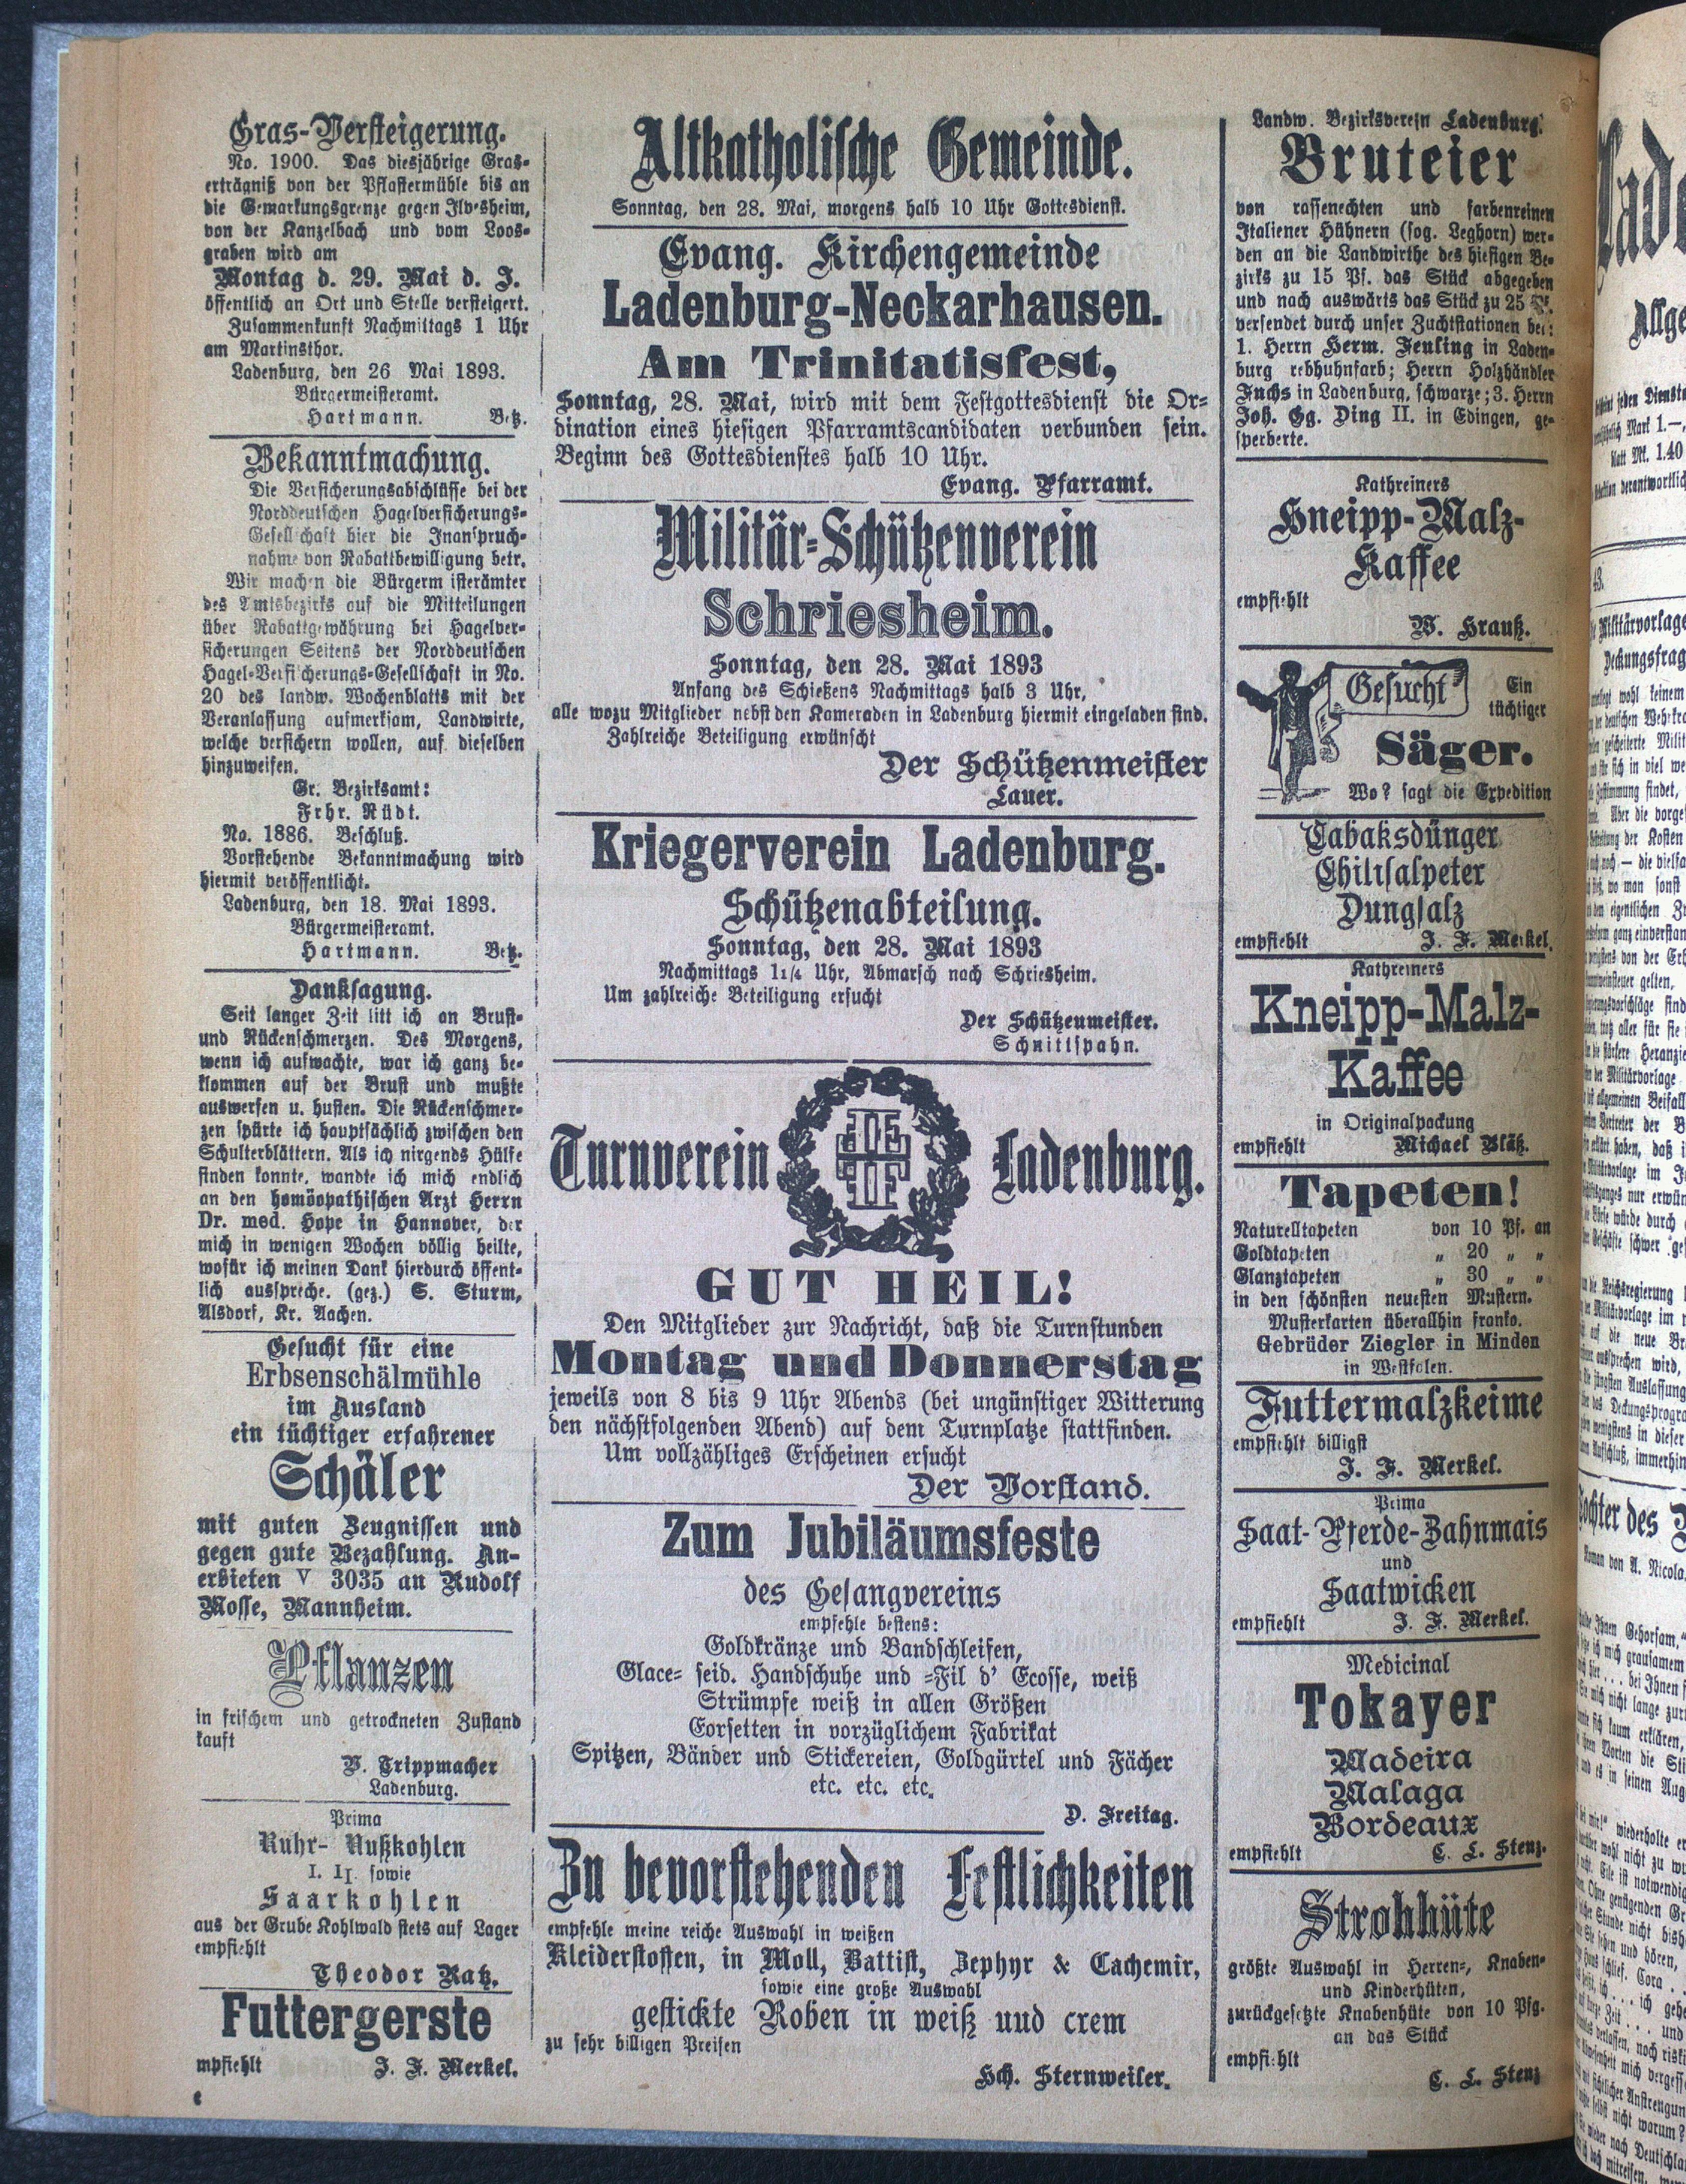 Gras-Versteigerung.
No. 1900. Das diesjährige Gras-
erträgniß von der Pflastermühle bis an
die Gemarkungsgrenze gegen Ilvesheim,
von der Kanzelbach und vom Loos-
graben wird am
Montag d. 29. Mai d. J.
öffentlich an Ort und Stelle versteigert.
Zusammenkunft Nachmittags 1 Uhr
am Martinsthor.
Ladenburg, den 26 Mai 1893.
Bürgermeisteramt.
Hartmann. Betz.
Bekanntmachung.
Die Versicherungsabschlüsse bei der
Norddeutschen Hagelversicherungs-
Gesellschaft hier die Inanspruch-
nahme von Rabattbewilligung betr.
Wir machen die Bürgermeisterämter
des Amtsbezirks auf die Mitteilungen
über Rabattgewährung bei Hagelver-
sicherungen Seitens der Norddeutschen
Hagel-Versicherungs-Gesellschaft in No.
20 des landw. Wochenblatts mit der
Veranlassung aufmerksam, Landwirte,
welche versichern wollen, auf dieselben
hinzuweisen.
Gr. Bezirksamt:
Frhr. Rüdt.
No. 1886. Beschluß.
Vorstehende Bekanntmachung wird
hiermit veröffentlicht.
Ladenburg, den 18. Mai 1893.
Bürgermeisteramt.
Hartmann. Betz.
Danksagung.
Seit langer Zeit litt ich an Brust-
und Rückenschmerzen. Des Morgens,
wenn ich aufwachte, war ich ganz be-
klommen auf der Brust und mußte
auswerfen u. husten. Die Rückenschmer-
zen spürte ich hauptsächlich zwischen den
Schulterblättern. Als ich nirgends Hülfe
finden konnte, wandte ich mich endlich
an den homöopathischen Arzt Herrn
Dr. med. Hope in Hannover, der
mich in wenigen Wochen völlig heilte,
wofür ich meinen Dank hierdurch öffent-
lich ausspreche. (gez.) S. Sturm,
Alsdorf, Kr. Aachen.
Gesucht für eine
Erbsenschälmühle
im Ausland
ein tüchtiger erfahrener
Schäler
mit guten Zeugnissen und
gegen gute Bezahlung. An-
erbieten V 3035 an Rudolf
Mosse, Mannheim.
Pflanzen
in frischem und getrockneten Zustand
kauft
V. Trippmacher
Ladenburg.
Prima
Ruhr- Nußkohlen
I. II. sowie
Saarkohlen
aus der Grube Kohlwald stets auf Lager
empfiehlt
Theodor Katz.
Futtergerste
mpfiehlt J. F. Merkel.
Altkatholische Gemeinde.
Sonntag, den 28. Mai, morgens halb 10 Uhr Gottesdienst.
Evang. Kirchengemeinde
Ladenburg-Neckarhausen.
Am Trinitatisfest,
Sonntag, 28. Mai, wird mit dem Festgottesdienst die Or-
dination eines hiesigen Pfarramtscandidaten verbunden sein.
Beginn des Gottesdienstes halb 10 Uhr.
Evang. Pfarramt.
Militär-Schützenverein
Schriesheim.
Sonntag, den 28. Mai 1893
Anfang des Schießens Nachmittags halb 3 Uhr,
alle wozu Mitglieder nebst den Kameraden in Ladenburg hiermit eingeladen sind.
Zahlreiche Beteiligung erwünscht
Der Schützenmeister
Lauer.
Kriegerverein Ladenburg.
Schützenabteilung.
Sonntag, den 28. Mai 1893
Nachmittags 1 1/4 Uhr, Abmarsch nach Schriesheim.
Um zahlreiche Beteiligung ersucht
Der Schützenmeister.
Schnittspahn.
Turnverein Ladenburg.
GUT HEIL!
Den Mitglieder zur Nachricht, daß die Turnstunden
Montag und Donnerstag
jeweils von 8 bis 9 Uhr Abends (bei ungünstiger Witterung
den nächstfolgenden Abend) auf dem Turnplatze stattfinden.
Um vollzähliges Erscheinen ersucht
Der Vorstand.
Zum Jubiläumsfeste
des Gesangvereins
empfehle bestens:
Goldkränze und Bandschleifen,
Glace- seid. Handschuhe und =Fil d' Ecosse, weiß
Strümpfe weiß in allen Größen
Corsetten in vorzüglichem Fabrikat
Spitzen, Bänder und Stickereien, Goldgürtel und Fächer
etc. etc. etc.
D. Freitag.
Zu bevorstehenden Festlichkeiten
empfehle meine reiche Auswahl in weißen
Kleiderstoffen, in Moll, Battist, Zephyr & Cachemir,
sowie eine große Auswahl
gestickte Roben in weiß und crem
zu sehr billigen Preisen
Hch. Sternweiler.
Landw. Bezirksverein Ladenburg.
Bruteier
von rassenechten und farbenreinen
Italiener Hühnern (sog. Leghorn) wer-
den an die Landwirthe des hiesigen Be-
zirks zu 15 Pf. das Stück abgegeben
und nach auswärts das Stück zu 25 Pf.
versendet durch unser Zuchtstationen bei:
1. Herrn Herm. Jeuling in Laden-
burg rebhuhnfarb; Herrn Holzhändler
Fuchs in Ladenburg, schwarze; 3. Herrn
Joh. Gg. Ding II. in Edingen, ge-
sperberte.
Kathreiners
Kneipp-Malz-
Kaffee
empfiehlt
W. Krauß.
Gesucht
Ein
tüchtiger
Säger.
Wo? sagt die Expedition
Tabaksdünger
Chilisalpeter
Dungsalz
empfiehlt J. F. Merkel.
Kathreiners
Kneipp-Malz-
Kaffee
in Originalpackung
empfiehlt Michael Bläß.
Tapeten!
Naturelltapeten von 10 Pf. an
Goldtapeten „ 20 „ „
Glanztapeten „ 30 „ „
in den schönsten neuesten Mustern.
Musterkarten überallhin franko.
Gebrüder Ziegler in Minden
in Westfalen.
Futtermalzkeime
empfiehlt billigst
J. F. Merkel.
Prima
Saat- Pferde-Zahnmais
und
Saatwicken
empfiehlt J. F. Merkel.
Medicinal
Tokayer
Madeira
Malaga
Bordeaux
empfiehlt C. L. Stenz.
Strohhüte
größte Auswahl in Herren-, Knaben-
und Kinderhüten,
zurückgesetzte Knabenhüte von 10 Pfg.
an das Stück
empfiehlt
C. L. Stenz